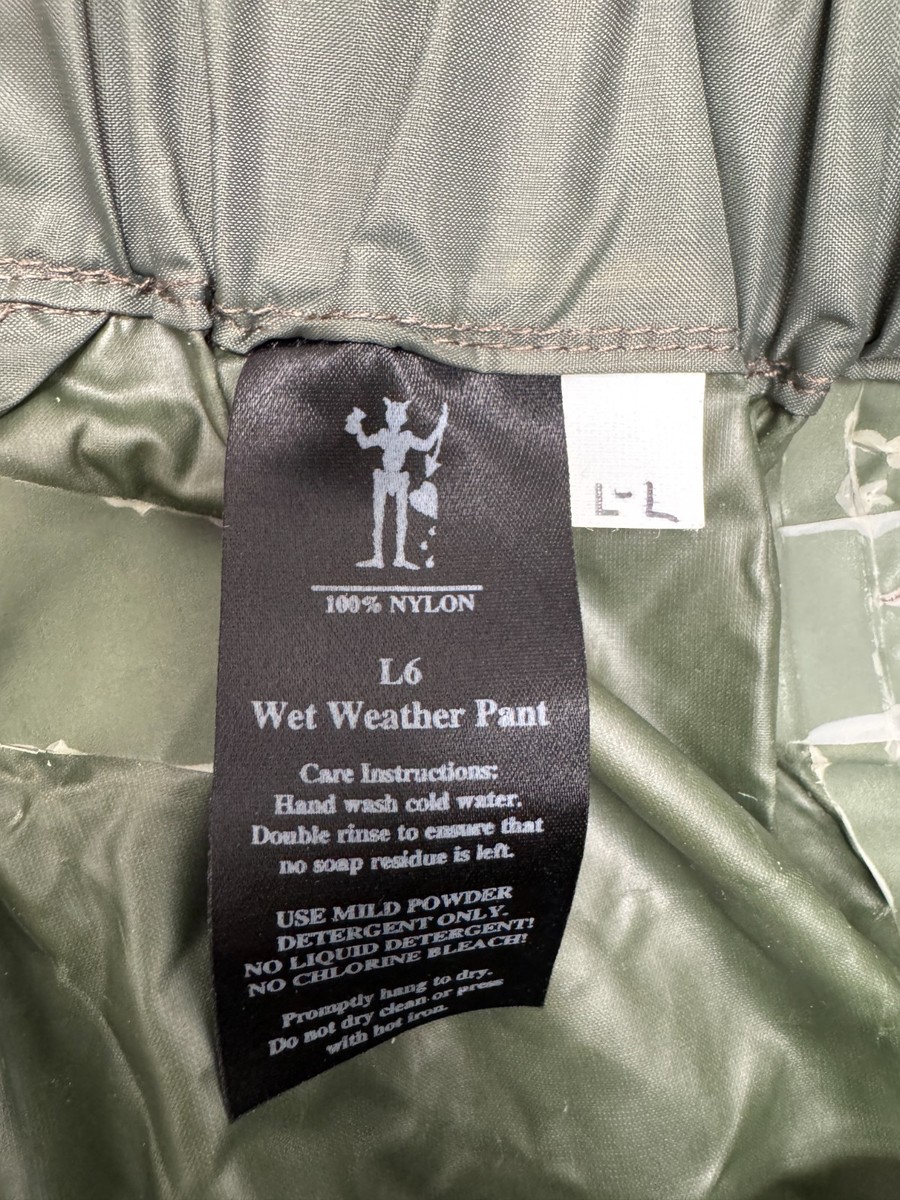 100% NYLON
L6
Wet Weather Pant
Care Instructions:
Hand wash cold water.
Double rinse to ensure that
no soap residue is left.
USE MILD POWDER
DETERGENT ONLY.
NO LIQUID DETERGENT!
NO CHLORINE BLEACH!
Promptly hang to dry.
Do not dry clean or press
with hot iron.
L-L